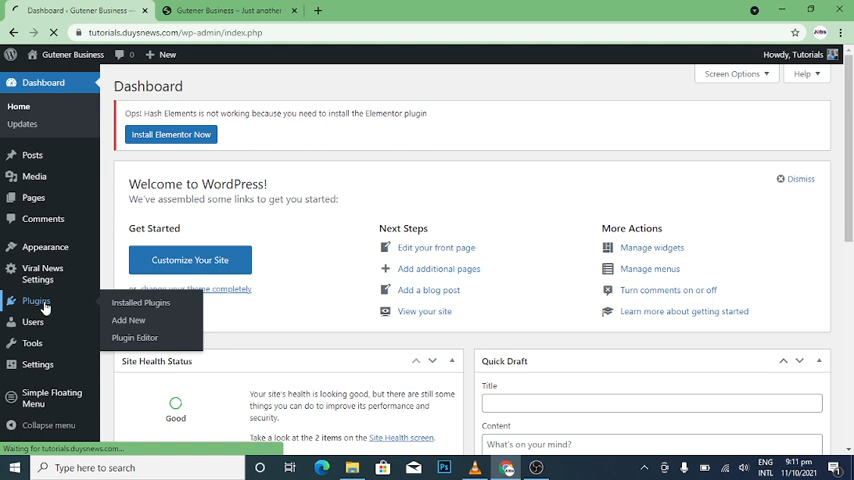 Dashboard ‹ Gutener Business —
Gutener Business – Just another
tutorials.duysnews.com/wp-admin/index.php
Gutener Business
0
New
Howdy, Tutorials
Dashboard
Home
Updates
Posts
Media
Pages
Comments
Appearance
Viral News
Settings
Plugins
Users
Tools
Settings
Simple Floating
Menu
Collapse menu
Installed Plugins
Add New
Plugin Editor
Dashboard
Screen Options
Help
Ops! Hash Elements is not working because you need to install the Elementor plugin
Install Elementor Now
Welcome to WordPress!
We've assembled some links to get you started:
Dismiss
Get Started
Customize Your Site
or, change your theme completely
Next Steps
Edit your front page
Add additional pages
Add a blog post
View your site
More Actions
Manage widgets
Manage menus
Turn comments on or off
Learn more about getting started
Site Health Status
Good
Your site's health is looking good, but there are still some
things you can do to improve its performance and
security.
Take a look at the 2 items on the Site Health screen.
Quick Draft
Title
Content
What's on your mind?
Waiting for tutorials.duysnews.com...
Type here to search
ENG
INTL
9:11 pm
11/10/2021